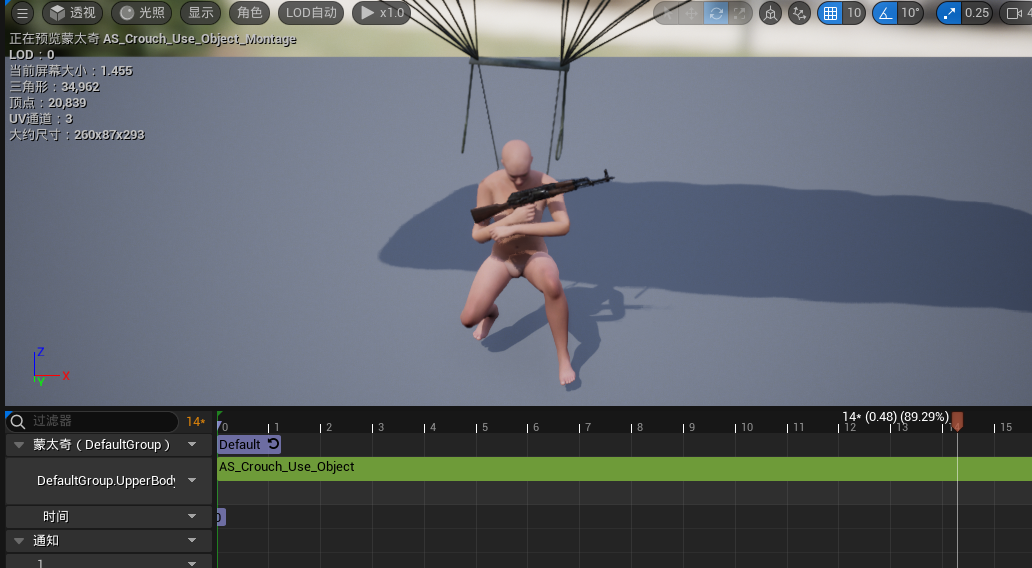 透视 光照 显示 角色 LOD自动 x1.0 10 10° 0.25 4
正在预览蒙太奇 AS_Crouch_Use_Object_Montage
LOD：0
当前屏幕大小：1.455
三角形：34,962
顶点：20,839
UV通道：3
大约尺寸：260x87x293
Z
X
Y
过滤器 14*
14* (0.48) (89.29%)
0 1 2 3 4 5 6 7 8 9 10 11 12 13 14 15
蒙太奇（DefaultGroup） Default
AS_Crouch_Use_Object
DefaultGroup.UpperBody
时间
通知
1